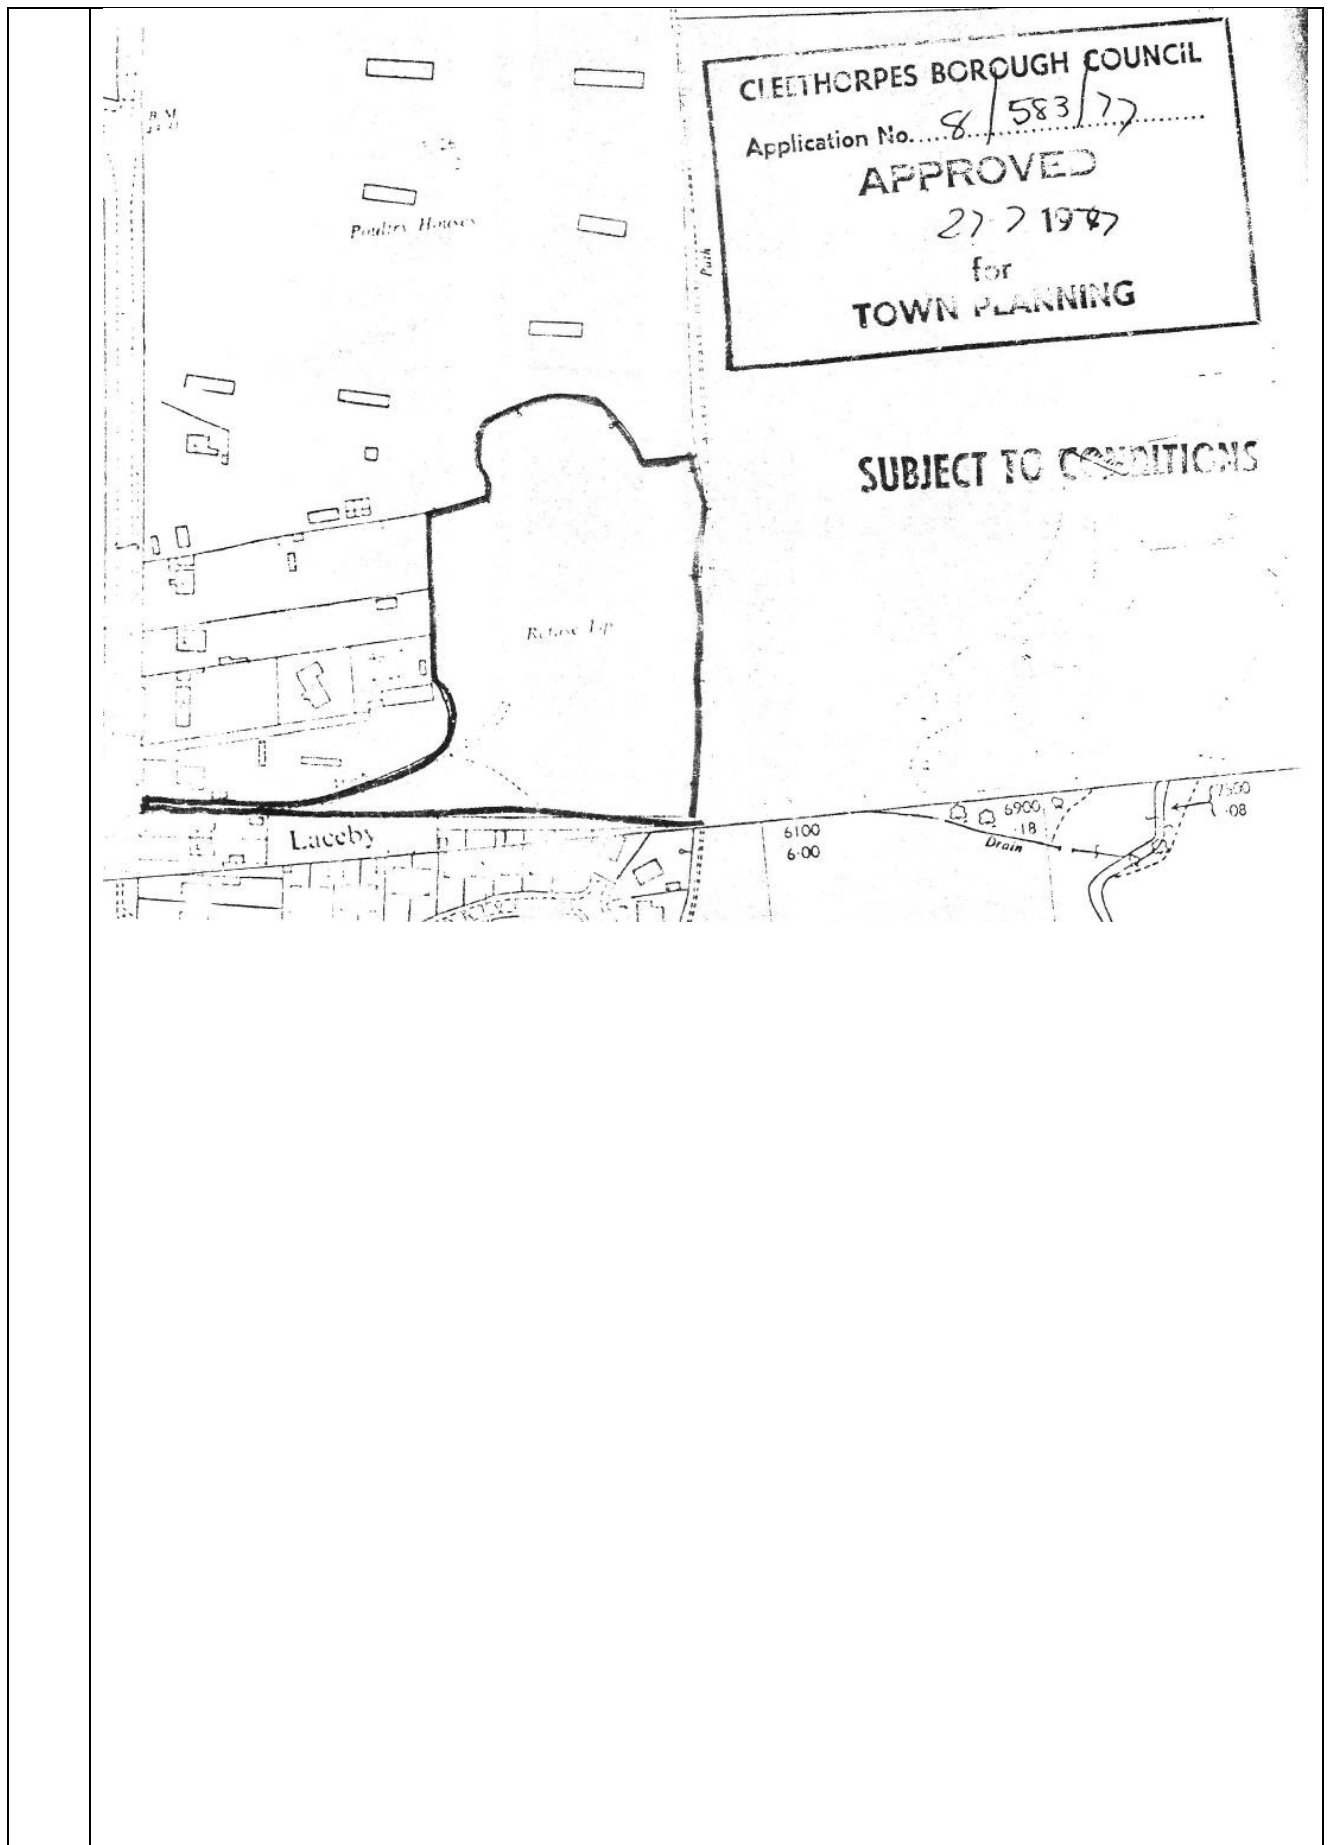 CLEETHORPES BOROUGH COUNCIL
Application No. 8/583/77
APPROVED
27 7 1977
for
TOWN PLANNING
SUBJECT TO CONDITIONS
B M
Poultry Houses
Path
Refuse Tip
Laceby
6100
6·00
6900
·18
Drain
7500
·08